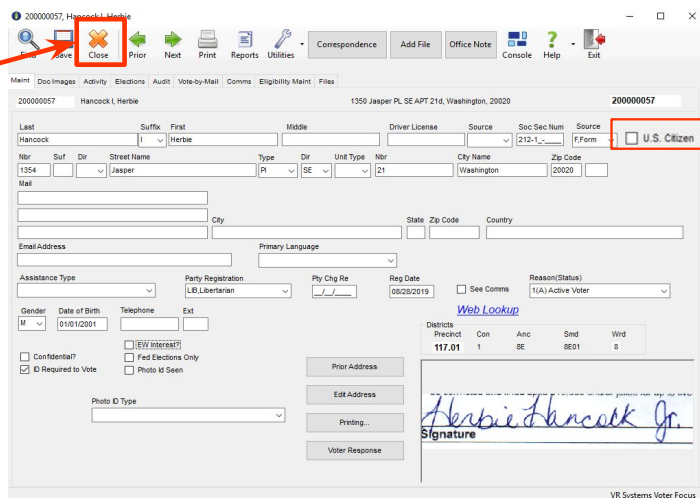 200000057, Hancock I, Herbie
Find Save Close Prior Next Print Reports Utilities Correspondence Add File Office Note Console Help Exit
Maint Doc Images Activity Elections Audit Vote-by-Mail Comms Eligibility Maint Files
200000057 Hancock I, Herbie 1350 Jasper PL SE APT 21d, Washington, 20020 200000057
Last Suffix First Middle Driver License Source Soc Sec Num Source
Hancock I Herbie 212-1_-____ F,Form U.S. Citizen
Nbr Suf Dir Street Name Type Dir Unit Type Nbr City Name Zip Code
1354 Jasper Pl SE 21 Washington 20020
Mail
City State Zip Code Country
Email Address Primary Language
Assistance Type Party Registration Pty Chg Re Reg Date Reason(Status)
LIB,Libertarian __/__/____ 08/28/2019 See Comms 1(A) Active Voter
Gender Date of Birth Telephone Ext Web Lookup
M 01/01/2001
Districts
Precinct Con Anc Smd Wrd
117.01 1 8E 8E01 8
EW Interest?
Confidential? Fed Elections Only
ID Required to Vote Photo Id Seen
Prior Address
Photo ID Type
Edit Address
Printing...
Voter Response
Herbie Hancock Jr.
Signature
VR Systems Voter Focus